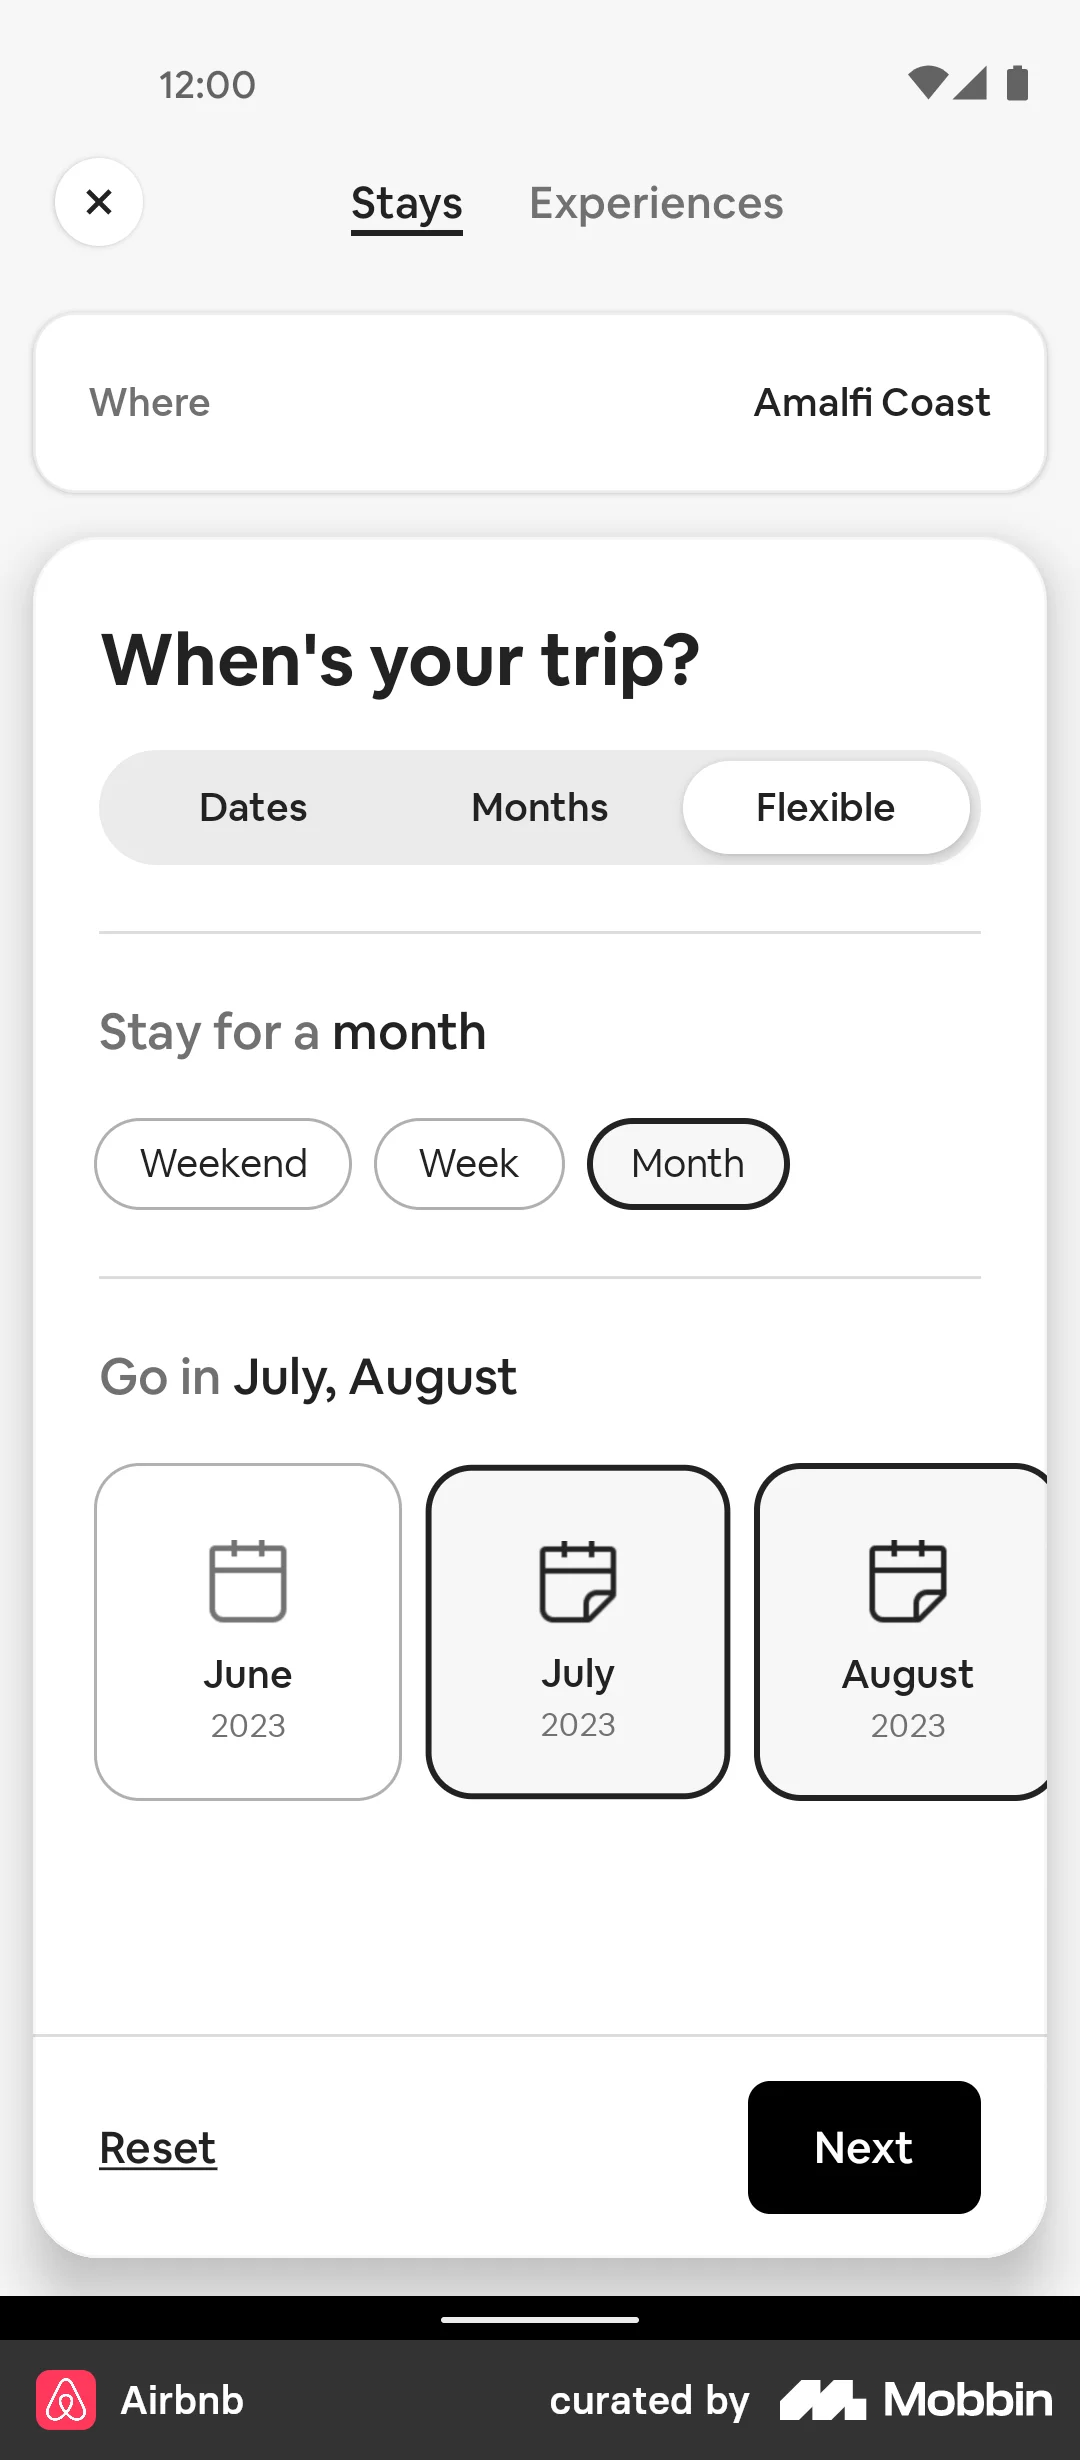 12:00
Stays Experiences
Where Amalfi Coast
When's your trip?
Dates Months Flexible
Stay for a month
Weekend Week Month
Go in July, August
June July August
2023 2023 2023
Reset Next
Airbnb curated by Mobbin